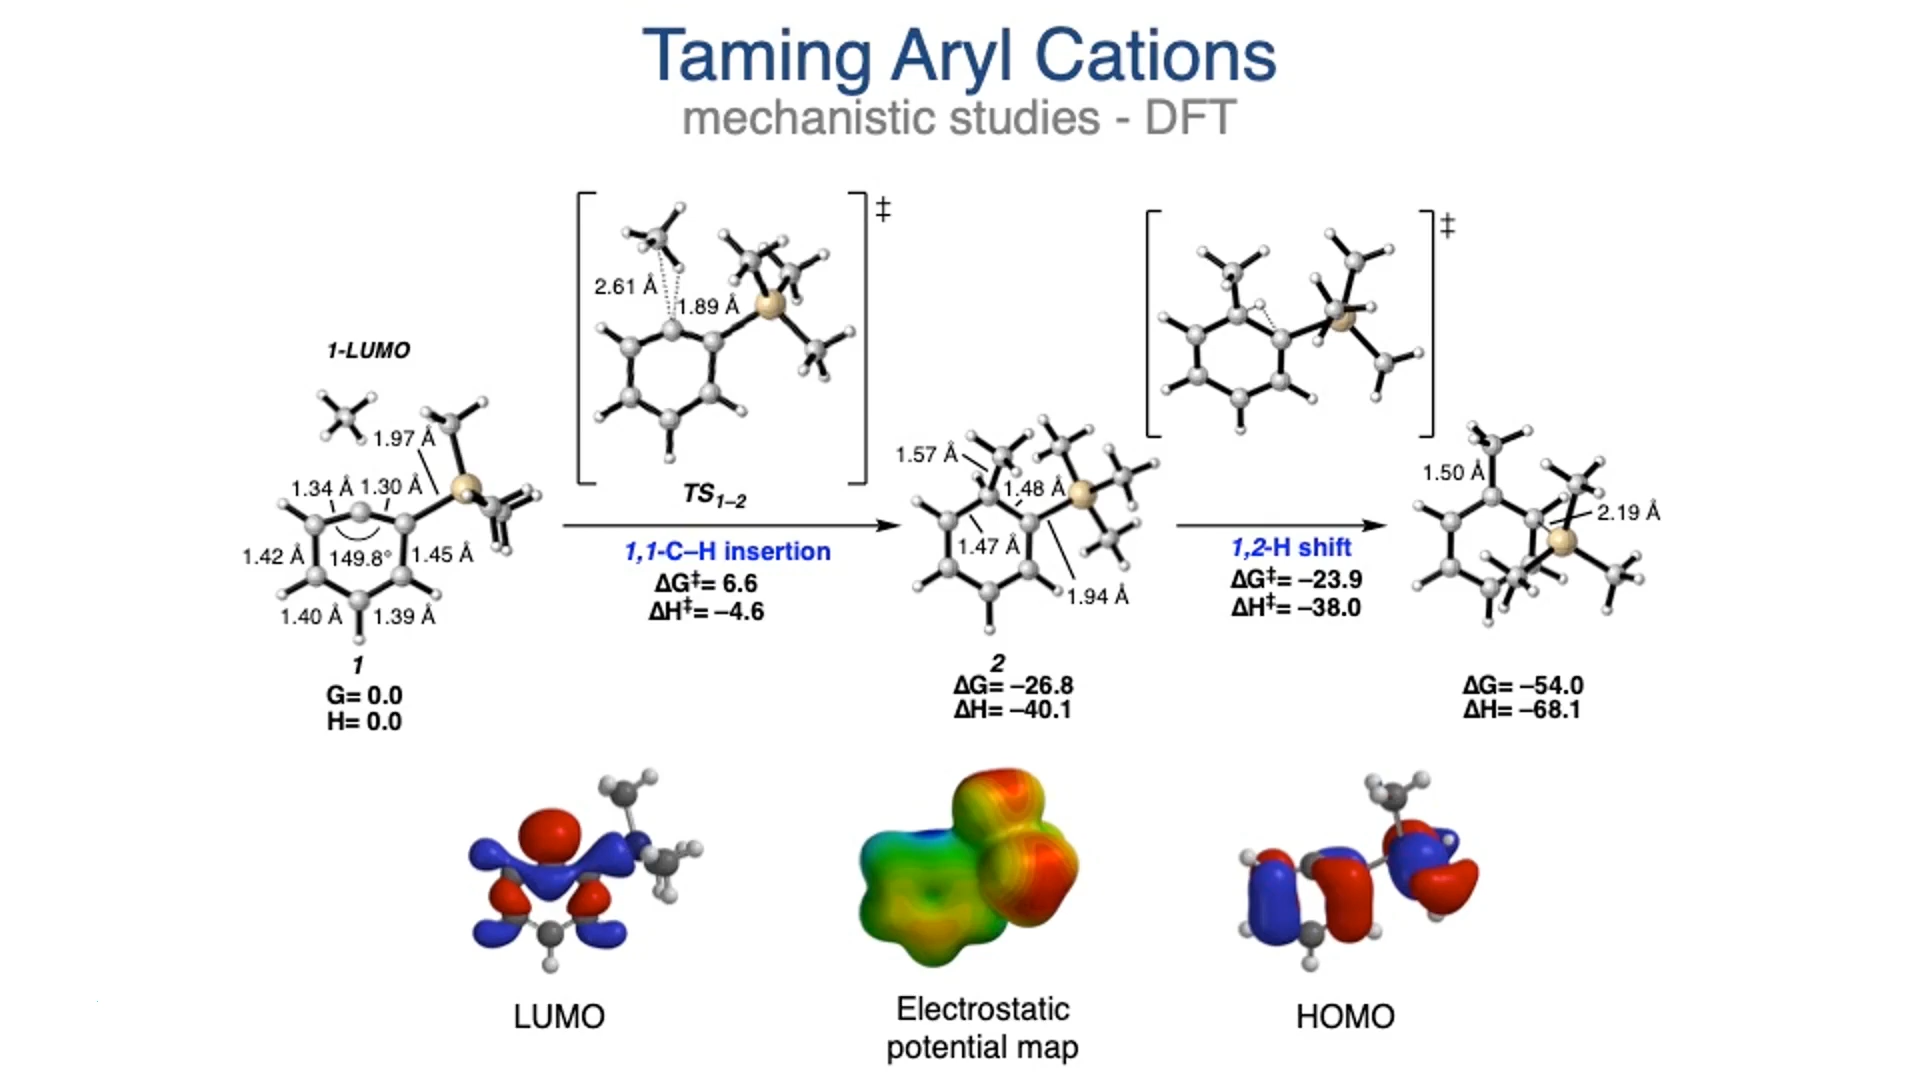 Taming Aryl Cations
mechanistic studies - DFT
‡
‡
2.61 Å
1.89 Å
1-LUMO
1.97 Å
1.34 Å 1.30 Å
1.42 Å
149.8°
1.45 Å
1.40 Å
1.39 Å
1
G= 0.0
H= 0.0
TS1–2
1,1-C–H insertion
ΔG‡= 6.6
ΔH‡= –4.6
1.57 Å
1.48 Å
1.47 Å
1.94 Å
2
ΔG= –26.8
ΔH= –40.1
1,2-H shift
ΔG‡= –23.9
ΔH‡= –38.0
1.50 Å
2.19 Å
ΔG= –54.0
ΔH= –68.1
LUMO
Electrostatic
potential map
HOMO